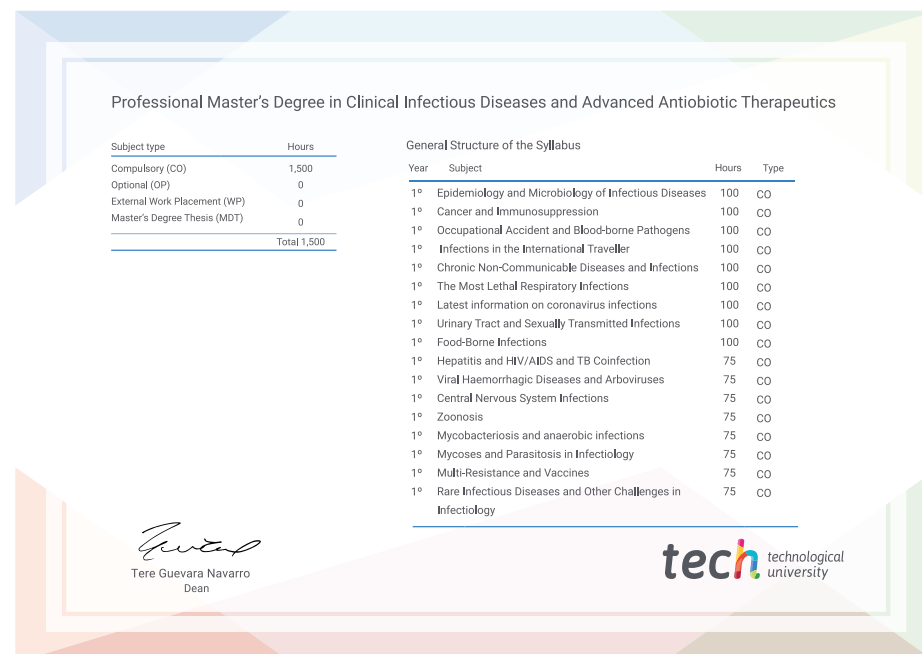 Professional Master's Degree in Clinical Infectious Diseases and Advanced Antiobiotic Therapeutics
Subject type Hours
Compulsory (CO) 1,500
Optional (OP) 0
External Work Placement (WP) 0
Master's Degree Thesis (MDT) 0
Total 1,500
General Structure of the Syllabus
Year Subject Hours Type
1º Epidemiology and Microbiology of Infectious Diseases 100 CO
1º Cancer and Immunosuppression 100 CO
1º Occupational Accident and Blood-borne Pathogens 100 CO
1º Infections in the International Traveller 100 CO
1º Chronic Non-Communicable Diseases and Infections 100 CO
1º The Most Lethal Respiratory Infections 100 CO
1º Latest information on coronavirus infections 100 CO
1º Urinary Tract and Sexually Transmitted Infections 100 CO
1º Food-Borne Infections 100 CO
1º Hepatitis and HIV/AIDS and TB Coinfection 75 CO
1º Viral Haemorrhagic Diseases and Arboviruses 75 CO
1º Central Nervous System Infections 75 CO
1º Zoonosis 75 CO
1º Mycobacteriosis and anaerobic infections 75 CO
1º Mycoses and Parasitosis in Infectiology 75 CO
1º Multi-Resistance and Vaccines 75 CO
1º Rare Infectious Diseases and Other Challenges in 75 CO
Infectiology
Tere Guevara Navarro
Dean
tech technological
university